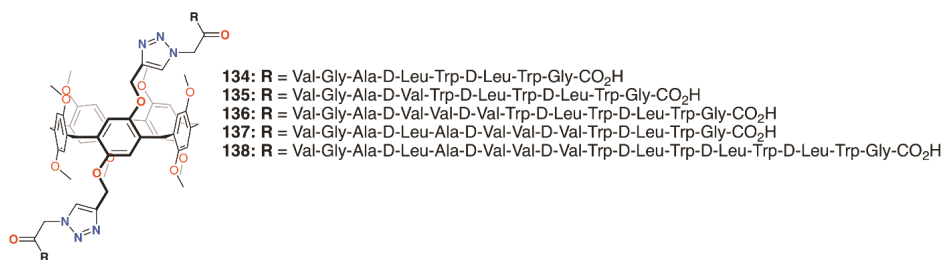 R
O
N=N
N
134: R = Val-Gly-Ala-D-Leu-Trp-D-Leu-Trp-Gly-CO₂H
135: R = Val-Gly-Ala-D-Val-Trp-D-Leu-Trp-D-Leu-Trp-Gly-CO₂H
136: R = Val-Gly-Ala-D-Val-Val-D-Val-Trp-D-Leu-Trp-D-Leu-Trp-Gly-CO₂H
137: R = Val-Gly-Ala-D-Leu-Ala-D-Val-Val-D-Val-Trp-D-Leu-Trp-Gly-CO₂H
138: R = Val-Gly-Ala-D-Leu-Ala-D-Val-Val-D-Val-Trp-D-Leu-Trp-D-Leu-Trp-D-Leu-Trp-Gly-CO₂H
O O
O O O
O O
O O O
O
N
O N=N
R